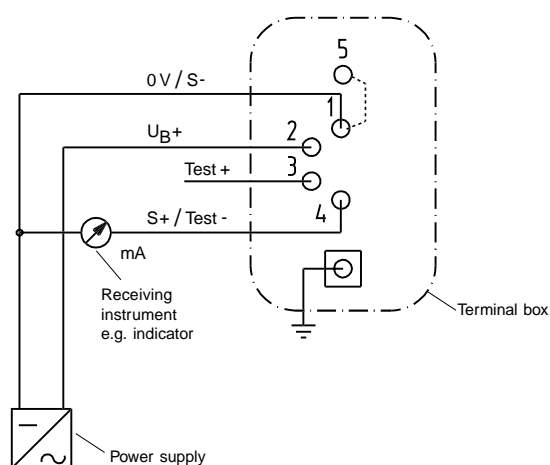 5
0 V / S-
1
UB+
2
Test +
3
S+ / Test -
4
mA
Receiving
instrument
e.g. indicator
Terminal box
Power supply